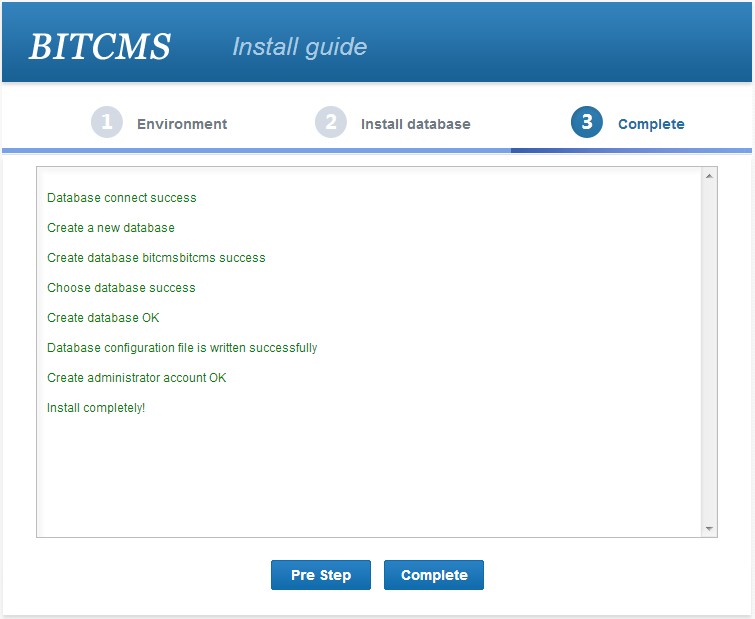 BITCMS Install guide
1 Environment 2 Install database 3 Complete
Database connect success
Create a new database
Create database bitcmsbitcms success
Choose database success
Create database OK
Database configuration file is written successfully
Create administrator account OK
Install completely!
Pre Step Complete